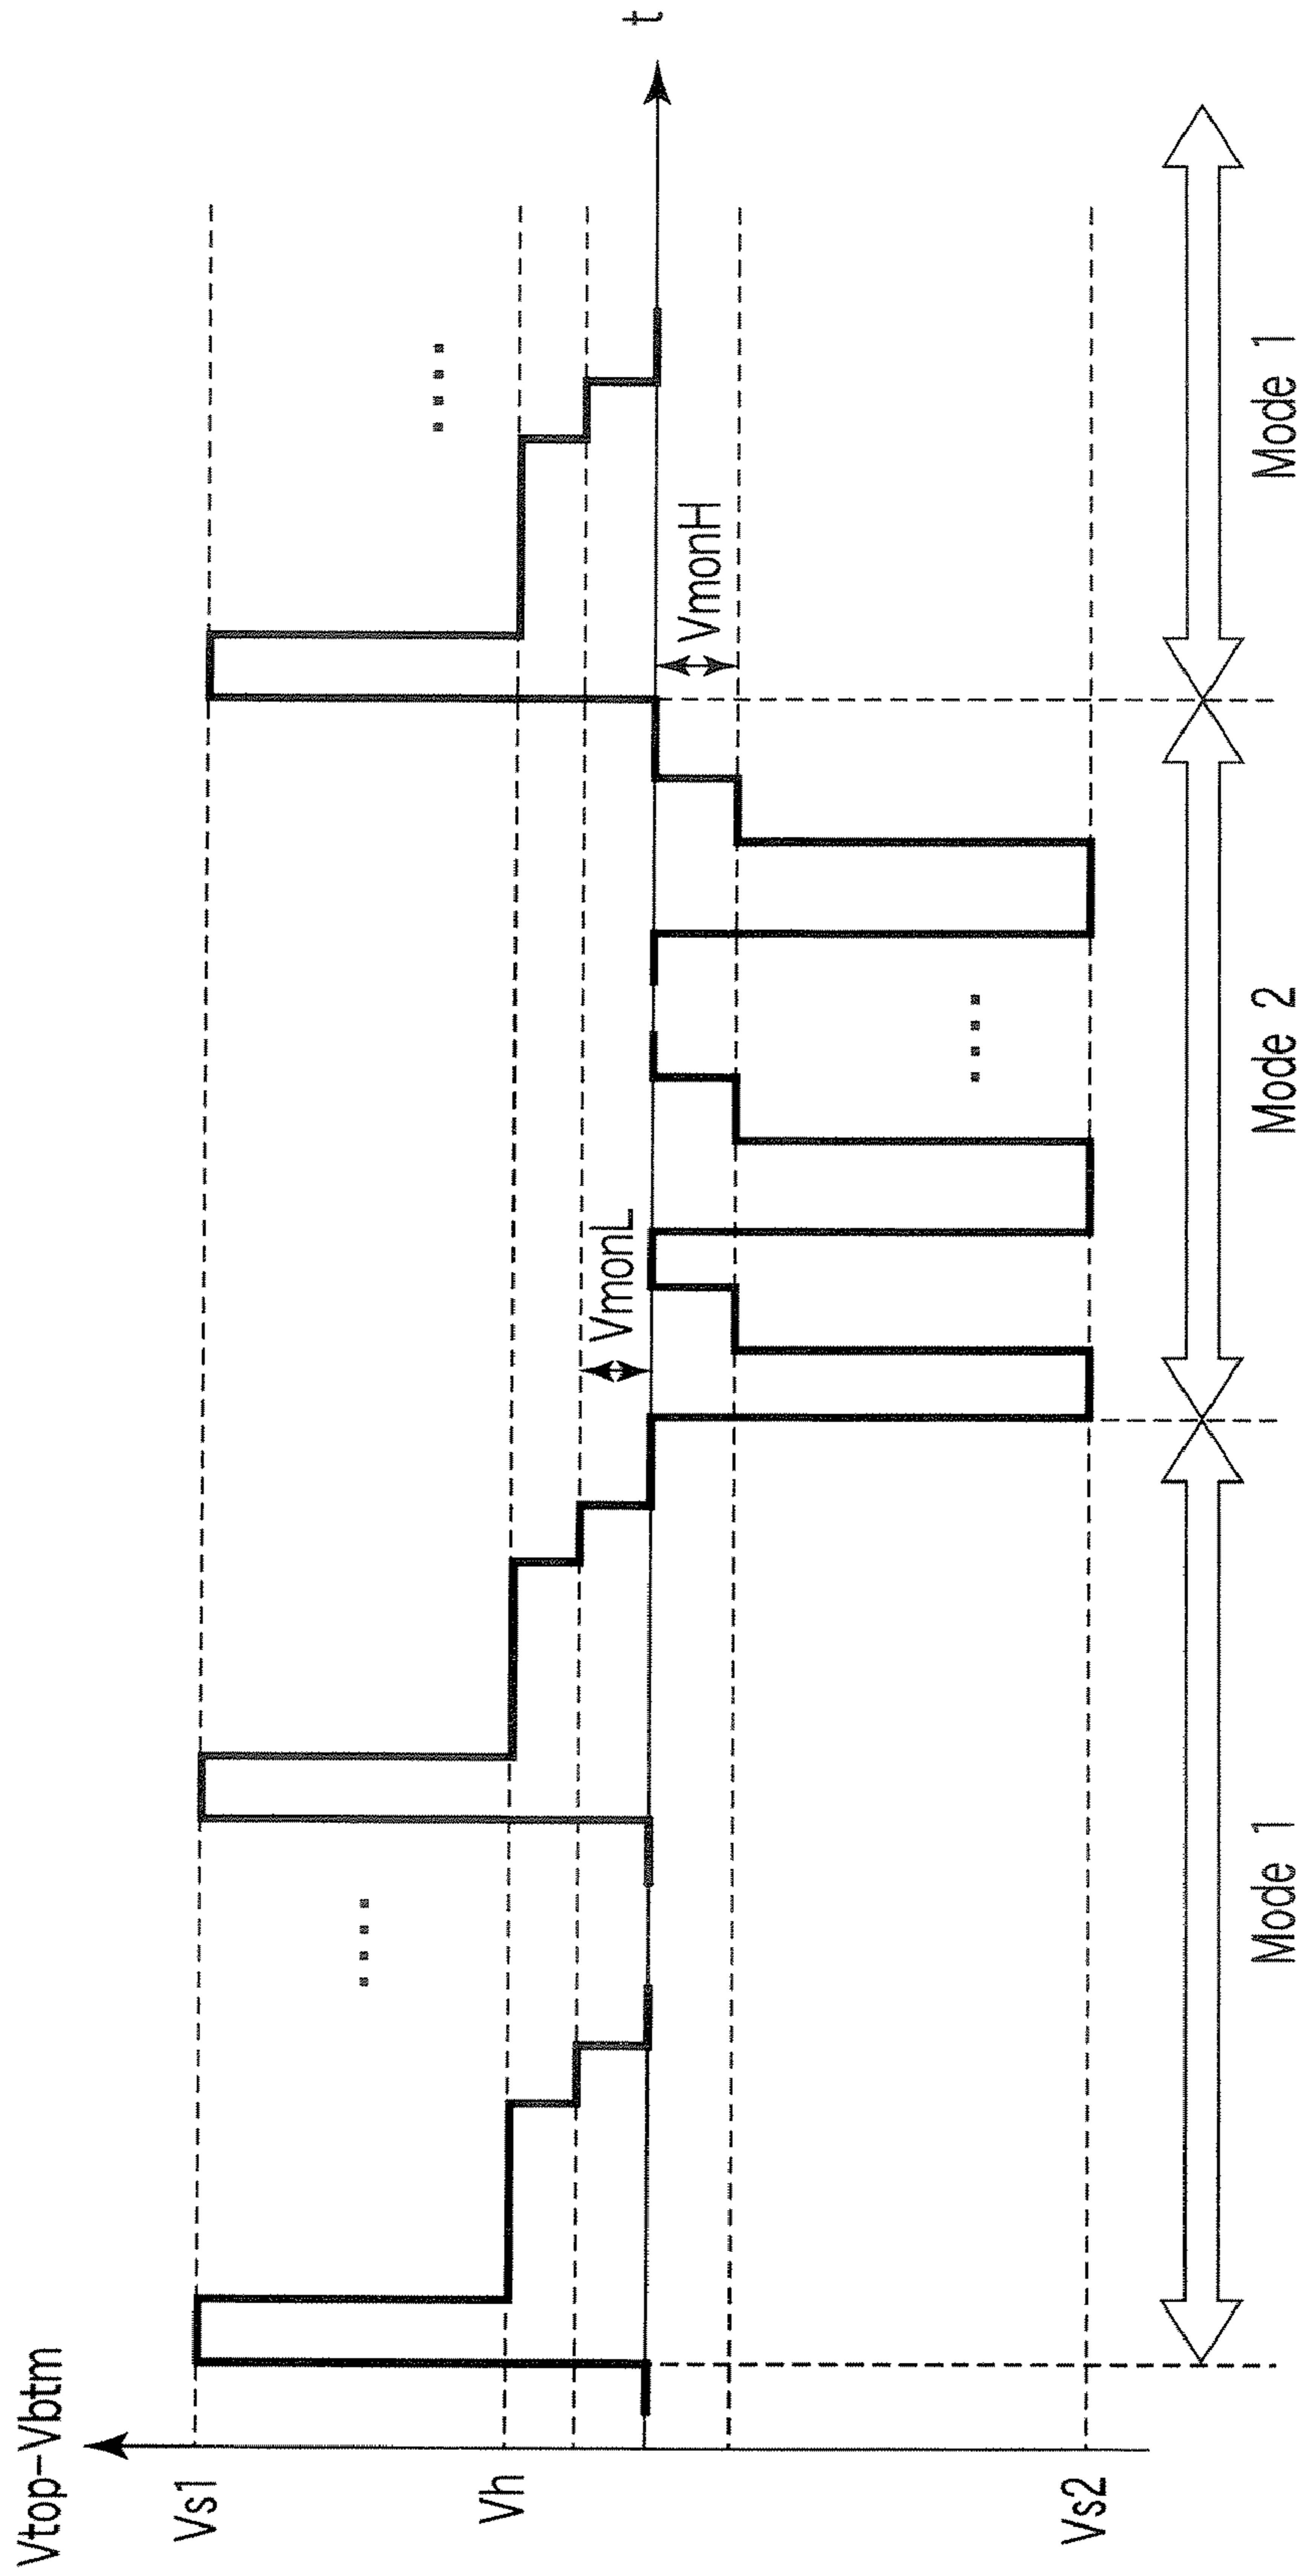 Vtop-Vbtm
Vs1
Vh
Vs2
VmonL
VmonH
t
Mode 1
Mode 2
Mode 1